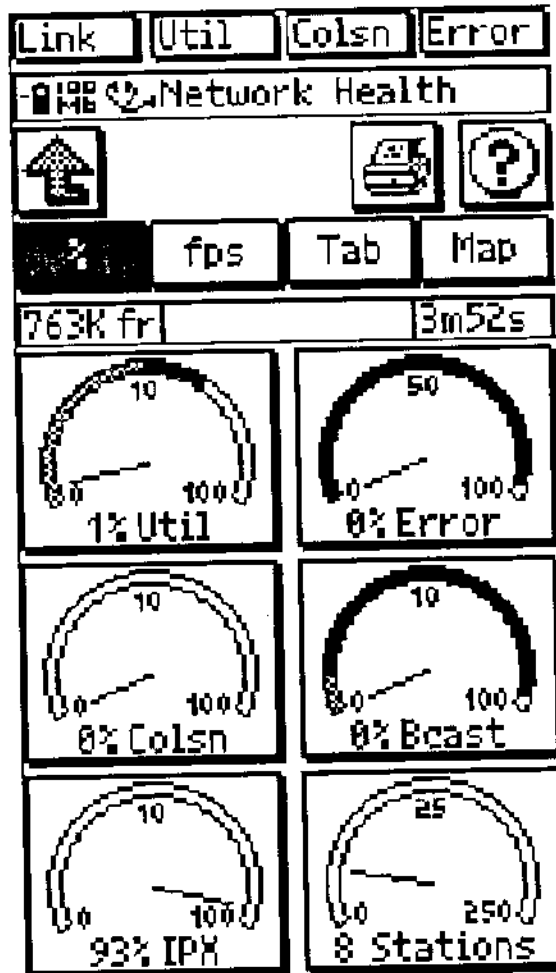 Link Util Colsn Error
100 Mb Network Health
?
% fps Tab Map
763K fr 3m52s
10 50
0 100 0 100
1% Util 0% Error
10 10
0 100 0 100
0% Colsn 0% Bcast
10 25
0 100 0 250
93% IPX 8 Stations